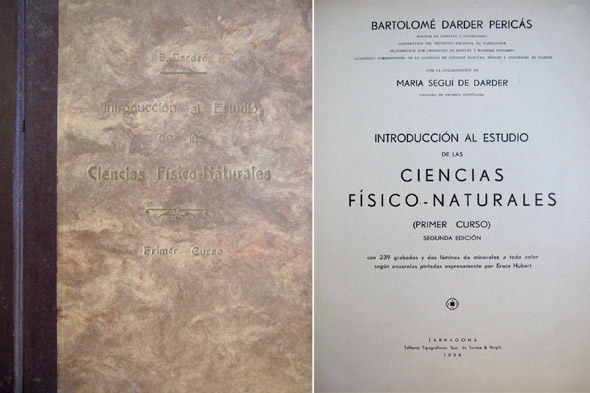 B. Darder
Introducción al Estudio
de las
Ciencias Físico-Naturales
Primer Curso
BARTOLOMÉ DARDER PERICÁS
CON LA COLABORACIÓN DE
MARIA SEGUÍ DE DARDER
INTRODUCCIÓN AL ESTUDIO
DE LAS
CIENCIAS
FÍSICO-NATURALES
(PRIMER CURSO)
SEGUNDA EDICIÓN
con 239 grabados y dos láminas de minerales a todo color
según acuarelas pintadas expresamente por Erwin Hubert
TARRAGONA
Talleres Tipográficos: Suc. de Torres & Virgili